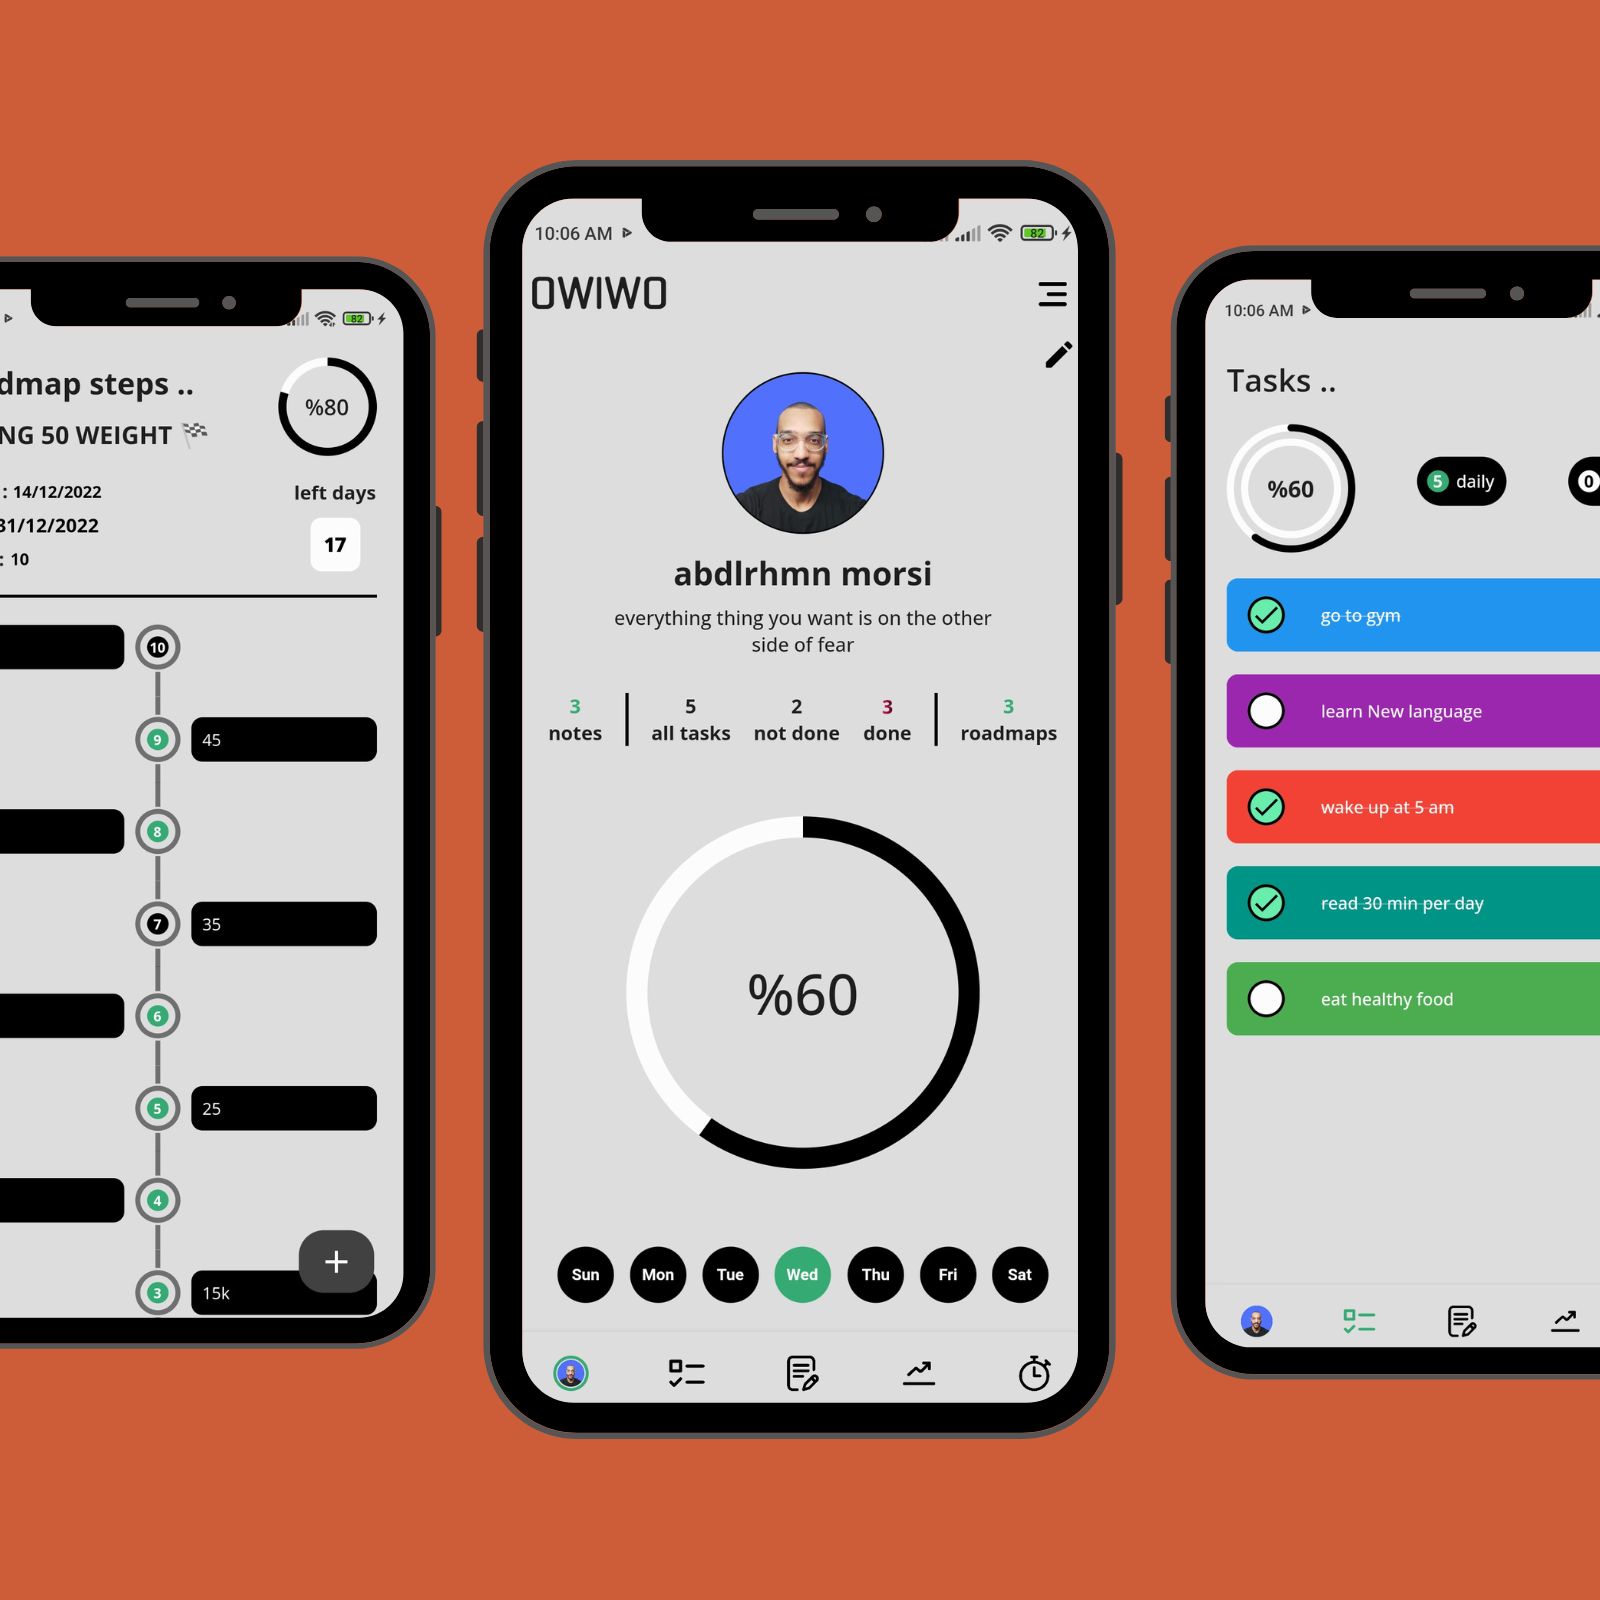 dmap steps ..
%80
NG 50 WEIGHT
: 14/12/2022
left days
31/12/2022
17
: 10
10
9
45
8
7
35
6
5
25
4
3
15k
+
82
10:06 AM
82
OWIWO
abdlrhmn morsi
everything thing you want is on the other
side of fear
3 5 2 3 3
notes all tasks not done done roadmaps
%60
Sun Mon Tue Wed Thu Fri Sat
10:06 AM
Tasks ..
%60
5 daily
0
go to gym
learn New language
wake up at 5 am
read 30 min per day
eat healthy food